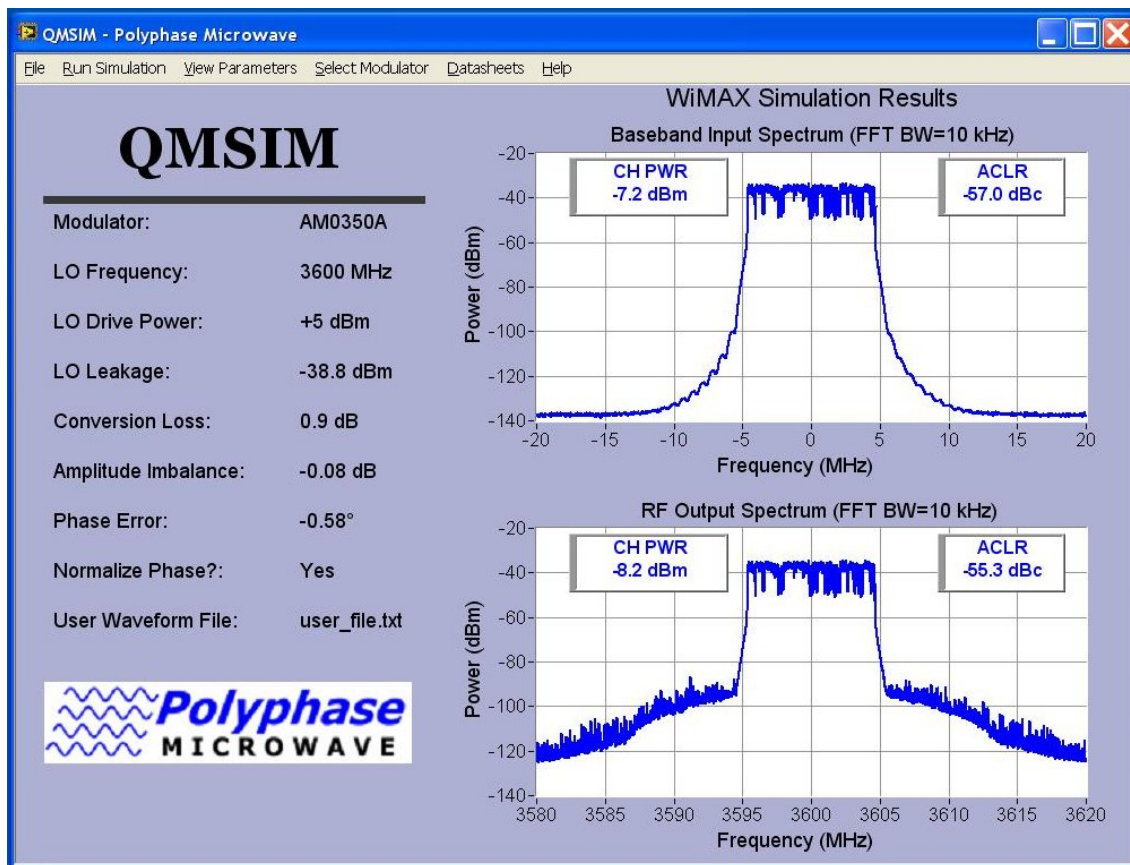 QMSIM - Polyphase Microwave
File Run Simulation View Parameters Select Modulator Datasheets Help
QMSIM
Modulator: AM0350A
LO Frequency: 3600 MHz
LO Drive Power: +5 dBm
LO Leakage: -38.8 dBm
Conversion Loss: 0.9 dB
Amplitude Imbalance: -0.08 dB
Phase Error: -0.58°
Normalize Phase?: Yes
User Waveform File: user_file.txt
Polyphase
MICROWAVE
WiMAX Simulation Results
Baseband Input Spectrum (FFT BW=10 kHz)
CH PWR
-7.2 dBm
ACLR
-57.0 dBc
Power (dBm)
-20
-40
-60
-80
-100
-120
-140
-20 -15 -10 -5 0 5 10 15 20
Frequency (MHz)
RF Output Spectrum (FFT BW=10 kHz)
CH PWR
-8.2 dBm
ACLR
-55.3 dBc
Power (dBm)
-20
-40
-60
-80
-100
-120
-140
3580 3585 3590 3595 3600 3605 3610 3615 3620
Frequency (MHz)